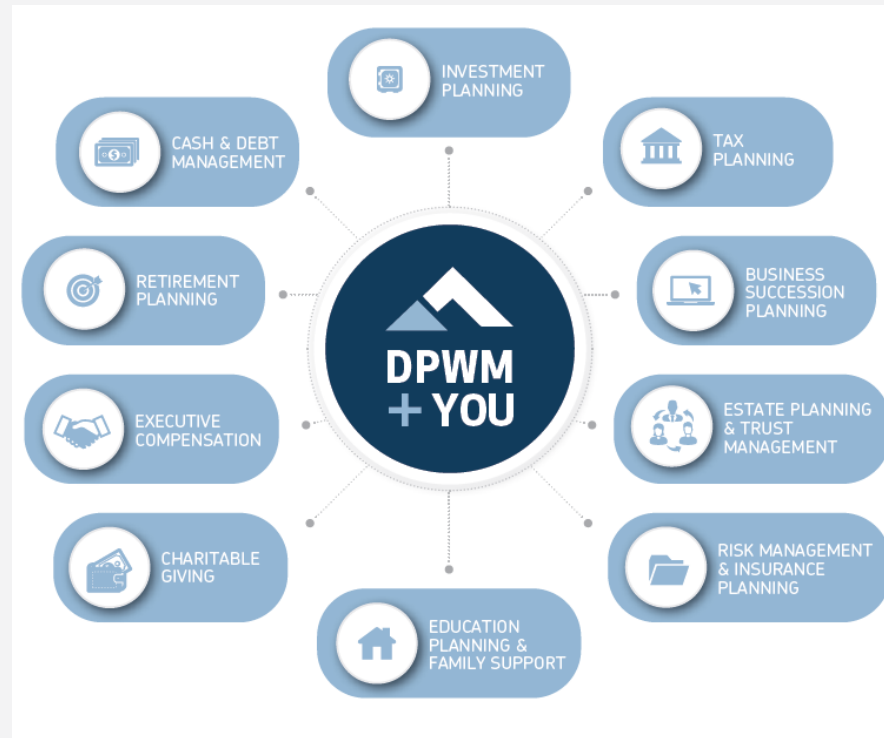 INVESTMENT
PLANNING
TAX
PLANNING
BUSINESS
SUCCESSION
PLANNING
ESTATE PLANNING
& TRUST
MANAGEMENT
RISK MANAGEMENT
& INSURANCE
PLANNING
EDUCATION
PLANNING &
FAMILY SUPPORT
CHARITABLE
GIVING
EXECUTIVE
COMPENSATION
RETIREMENT
PLANNING
CASH & DEBT
MANAGEMENT
DPWM
+ YOU